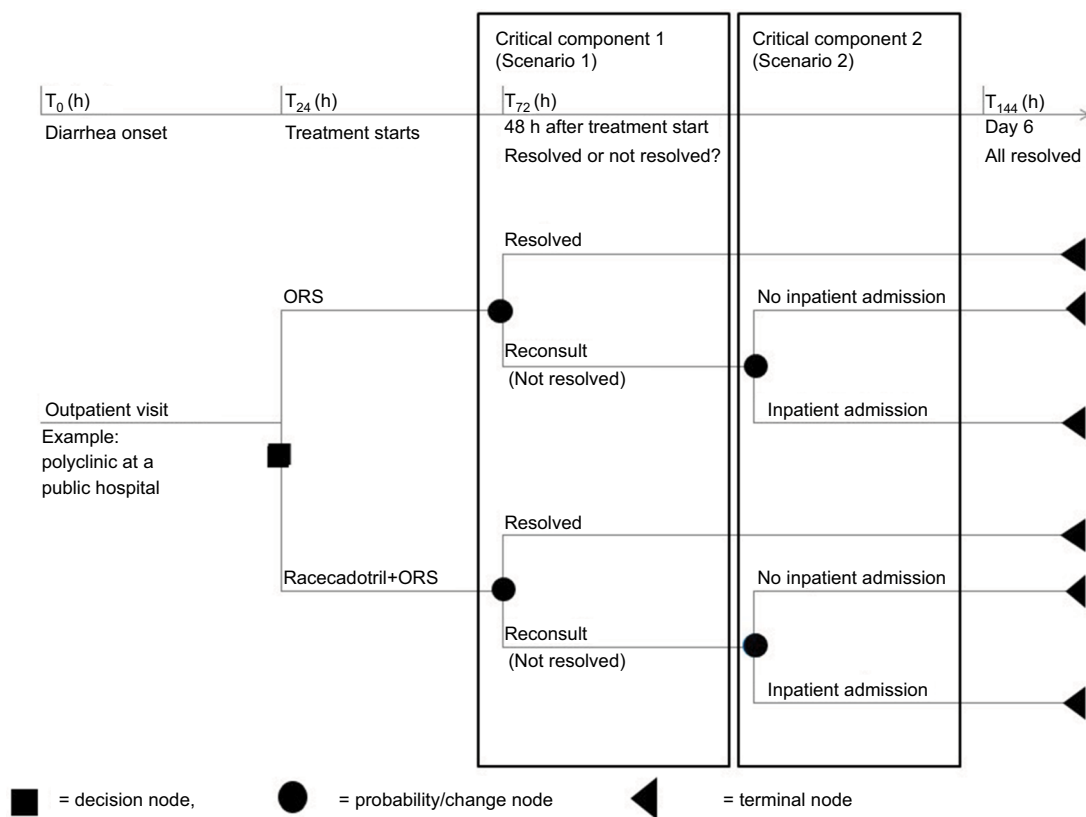 Critical component 1
(Scenario 1)
Critical component 2
(Scenario 2)
T0 (h)
Diarrhea onset
T24 (h)
Treatment starts
T72 (h)
48 h after treatment start
Resolved or not resolved?
T144 (h)
Day 6
All resolved
Resolved
ORS
No inpatient admission
Reconsult
(Not resolved)
Inpatient admission
Outpatient visit
Example:
polyclinic at a
public hospital
Resolved
Racecadotril+ORS
No inpatient admission
Reconsult
(Not resolved)
Inpatient admission
= decision node,
= probability/change node
= terminal node